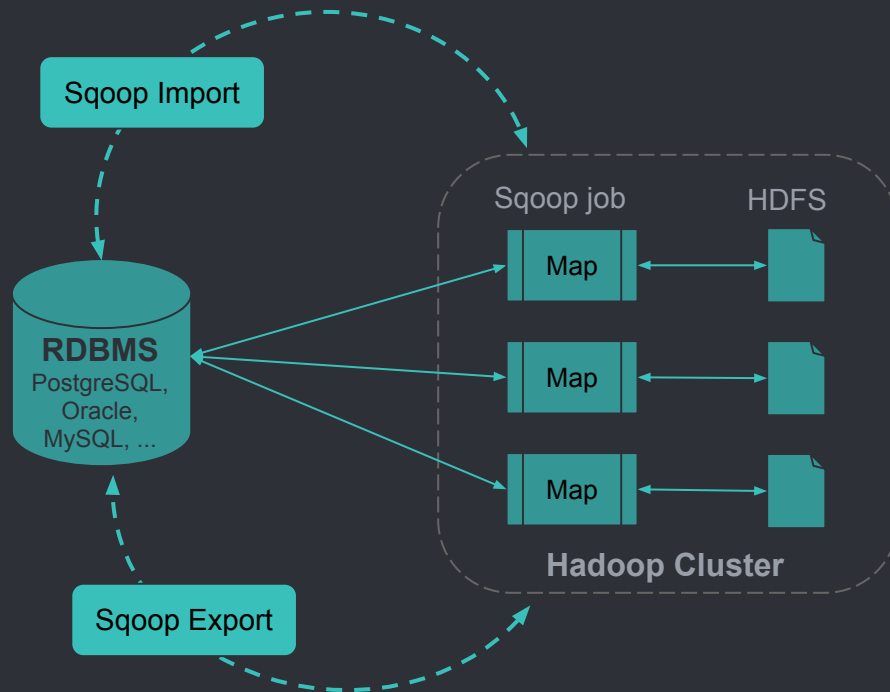 Sqoop Import
Sqoop job
HDFS
Map
RDBMS
PostgreSQL,
Oracle,
MySQL, ...
Map
Map
Hadoop Cluster
Sqoop Export